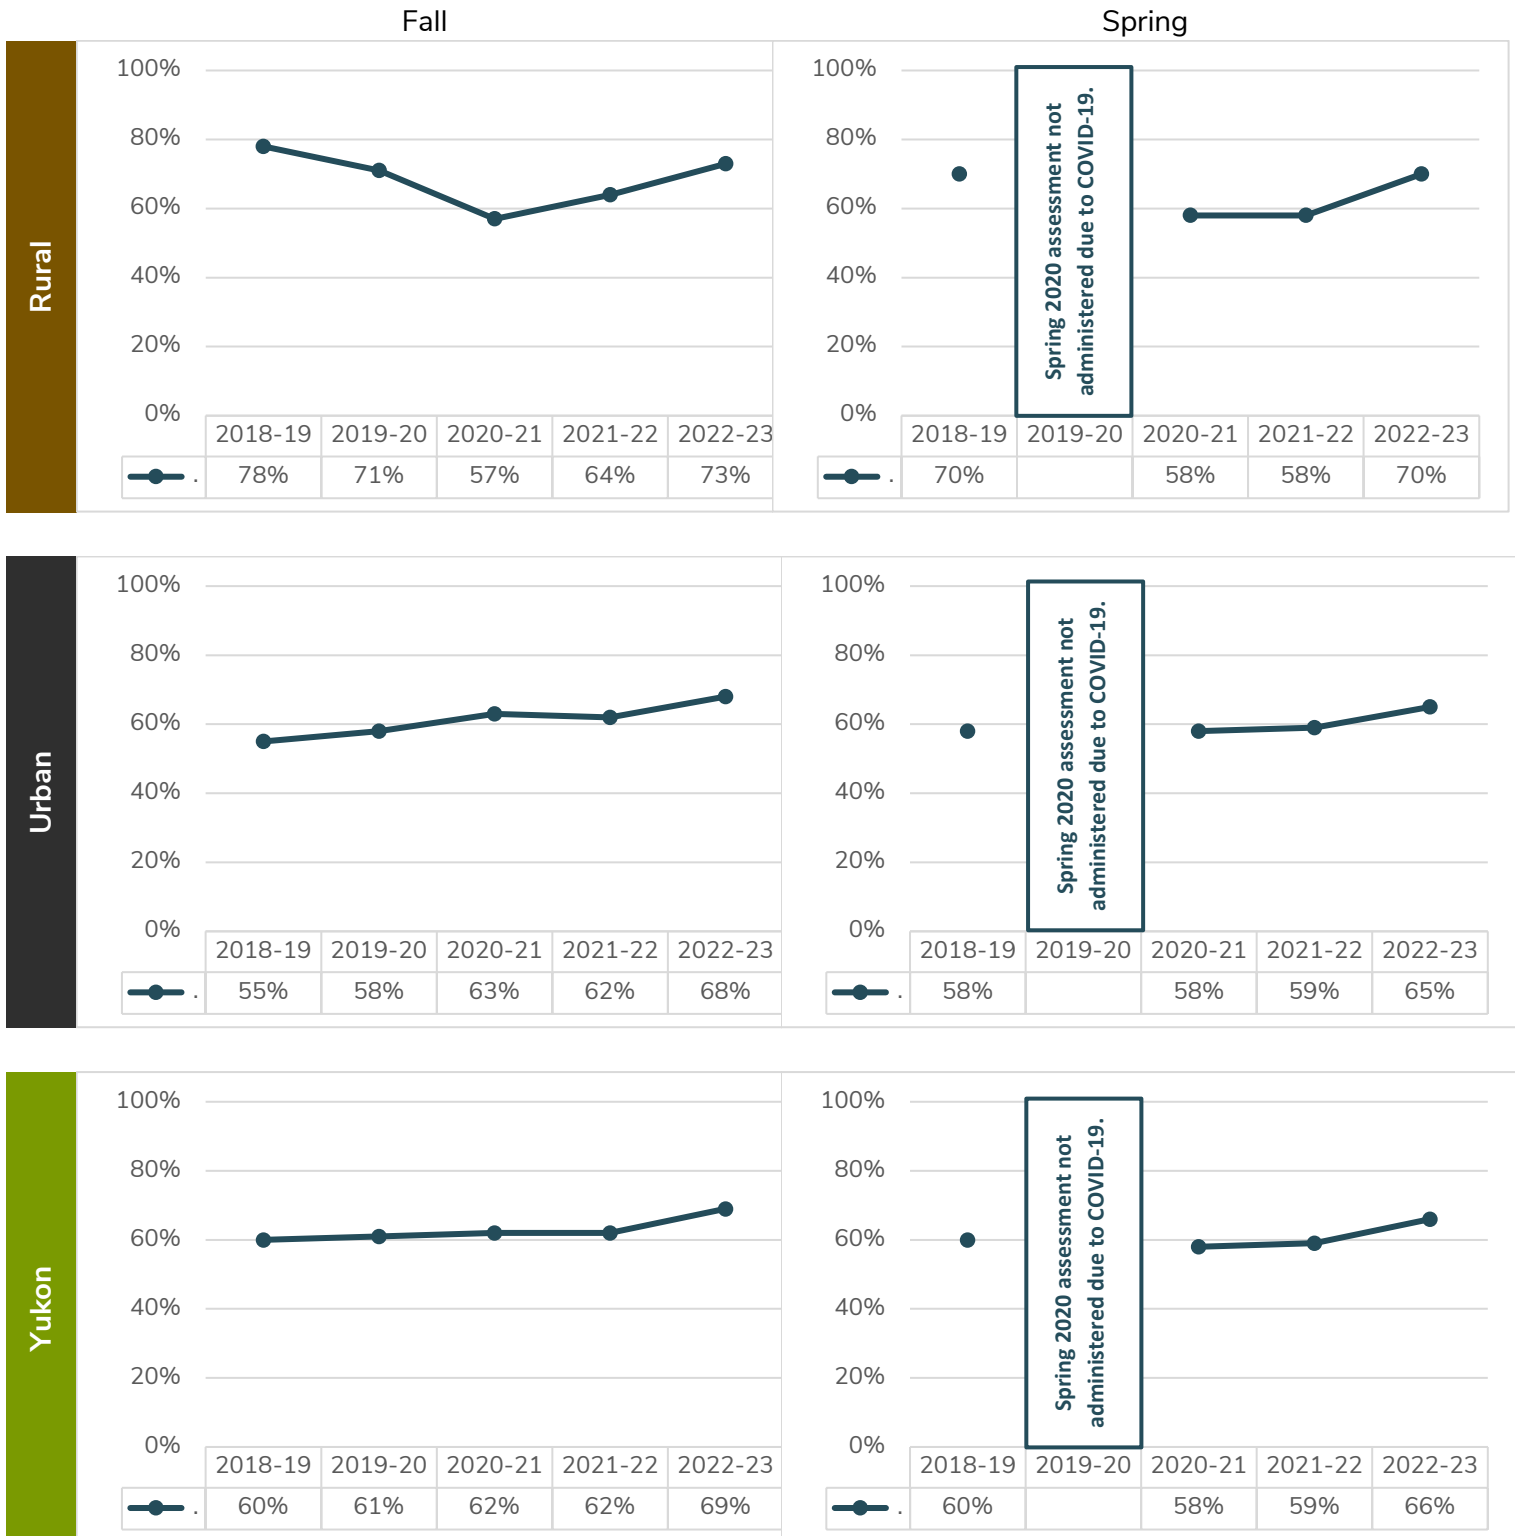 Fall
Spring
Rural
100%
80%
60%
40%
20%
0%
2018-19 2019-20 2020-21 2021-22 2022-23
. 78% 71% 57% 64% 73%
100%
80%
60%
40%
20%
0%
Spring 2020 assessment not
administered due to COVID-19.
2018-19 2019-20 2020-21 2021-22 2022-23
. 70% 58% 58% 70%
Urban
100%
80%
60%
40%
20%
0%
2018-19 2019-20 2020-21 2021-22 2022-23
. 55% 58% 63% 62% 68%
100%
80%
60%
40%
20%
0%
Spring 2020 assessment not
administered due to COVID-19.
2018-19 2019-20 2020-21 2021-22 2022-23
. 58% 58% 59% 65%
Yukon
100%
80%
60%
40%
20%
0%
2018-19 2019-20 2020-21 2021-22 2022-23
. 60% 61% 62% 62% 69%
100%
80%
60%
40%
20%
0%
Spring 2020 assessment not
administered due to COVID-19.
2018-19 2019-20 2020-21 2021-22 2022-23
. 60% 58% 59% 66%